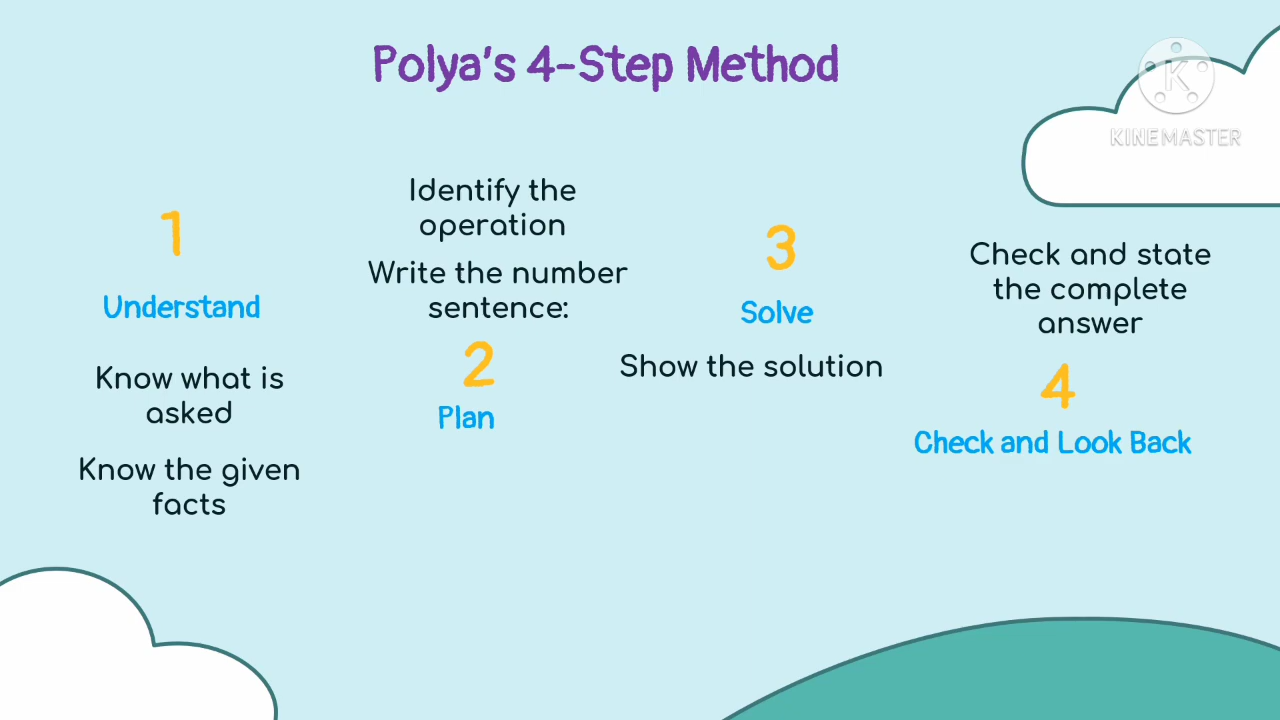 Polya's 4-Step Method
KINEMASTER
1
Understand
Know what is
asked
Know the given
facts
Identify the
operation
Write the number
sentence:
2
Plan
3
Solve
Show the solution
Check and state
the complete
answer
4
Check and Look Back